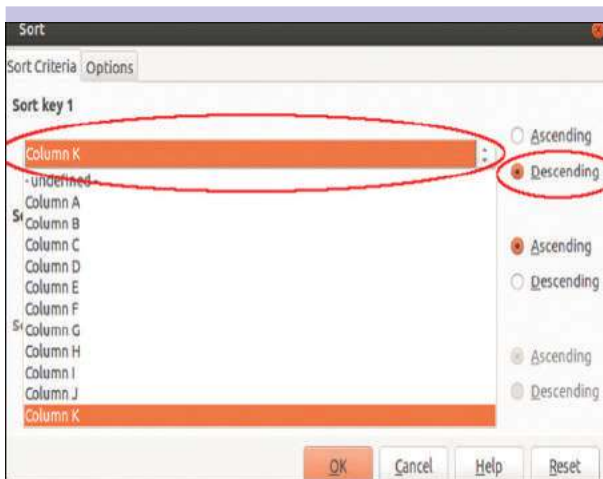 Sort
Sort Criteria Options
Sort key 1
Column K
- undefined -
Column A
Column B
Column C
Column D
Column E
Column F
Column G
Column H
Column I
Column J
Column K
Ascending
Descending
Ascending
Descending
Ascending
Descending
OK Cancel Help Reset